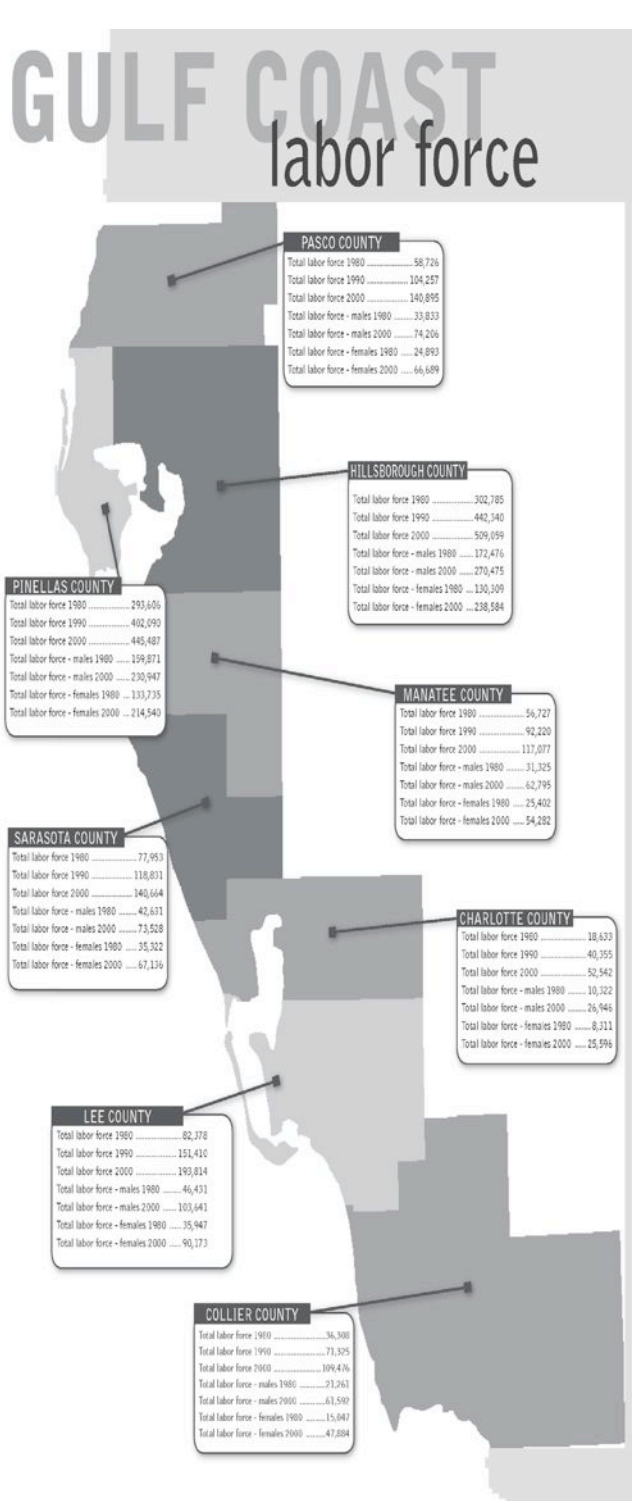 GULF COAST
labor force
PASCO COUNTY
Total labor force 1980 .................. 58,726
Total labor force 1990 ................ 104,257
Total labor force 2000 ................ 140,895
Total labor force - males 1980 ....... 33,833
Total labor force - males 2000 ....... 74,206
Total labor force - females 1980 .... 24,893
Total labor force - females 2000 ..... 66,689
HILLSBOROUGH COUNTY
Total labor force 1980 ................ 302,785
Total labor force 1990 ................ 442,340
Total labor force 2000 ................ 509,059
Total labor force - males 1980 ...... 172,476
Total labor force - males 2000 ...... 270,475
Total labor force - females 1980 ... 130,309
Total labor force - females 2000 ... 238,584
PINELLAS COUNTY
Total labor force 1980 ................ 293,606
Total labor force 1990 ................ 402,090
Total labor force 2000 ................ 445,487
Total labor force - males 1980 ...... 159,871
Total labor force - males 2000 ...... 230,947
Total labor force - females 1980 ... 133,735
Total labor force - females 2000 ... 214,540
MANATEE COUNTY
Total labor force 1980 .................. 56,727
Total labor force 1990 .................. 92,220
Total labor force 2000 ................ 117,077
Total labor force - males 1980 ........ 31,325
Total labor force - males 2000 ........ 62,795
Total labor force - females 1980 ..... 25,402
Total labor force - females 2000 ..... 54,282
SARASOTA COUNTY
Total labor force 1980 .................. 77,953
Total labor force 1990 ................ 118,831
Total labor force 2000 ................ 140,664
Total labor force - males 1980 ....... 42,631
Total labor force - males 2000 ....... 73,528
Total labor force - females 1980 ..... 35,322
Total labor force - females 2000 ..... 67,136
CHARLOTTE COUNTY
Total labor force 1980 .................. 18,633
Total labor force 1990 .................. 40,355
Total labor force 2000 .................. 52,542
Total labor force - males 1980 ........ 10,322
Total labor force - males 2000 ........ 26,946
Total labor force - females 1980 ...... 8,311
Total labor force - females 2000 ..... 25,596
LEE COUNTY
Total labor force 1980 .................. 82,378
Total labor force 1990 ................ 151,410
Total labor force 2000 ................ 193,814
Total labor force - males 1980 ....... 46,431
Total labor force - males 2000 ...... 103,641
Total labor force - females 1980 ..... 35,947
Total labor force - females 2000 ..... 90,173
COLLIER COUNTY
Total labor force 1980 ..................36,308
Total labor force 1990 ..................71,325
Total labor force 2000 ................109,476
Total labor force - males 1980 .........21,261
Total labor force - males 2000 .........61,592
Total labor force - females 1980 .......15,047
Total labor force - females 2000 .......47,884